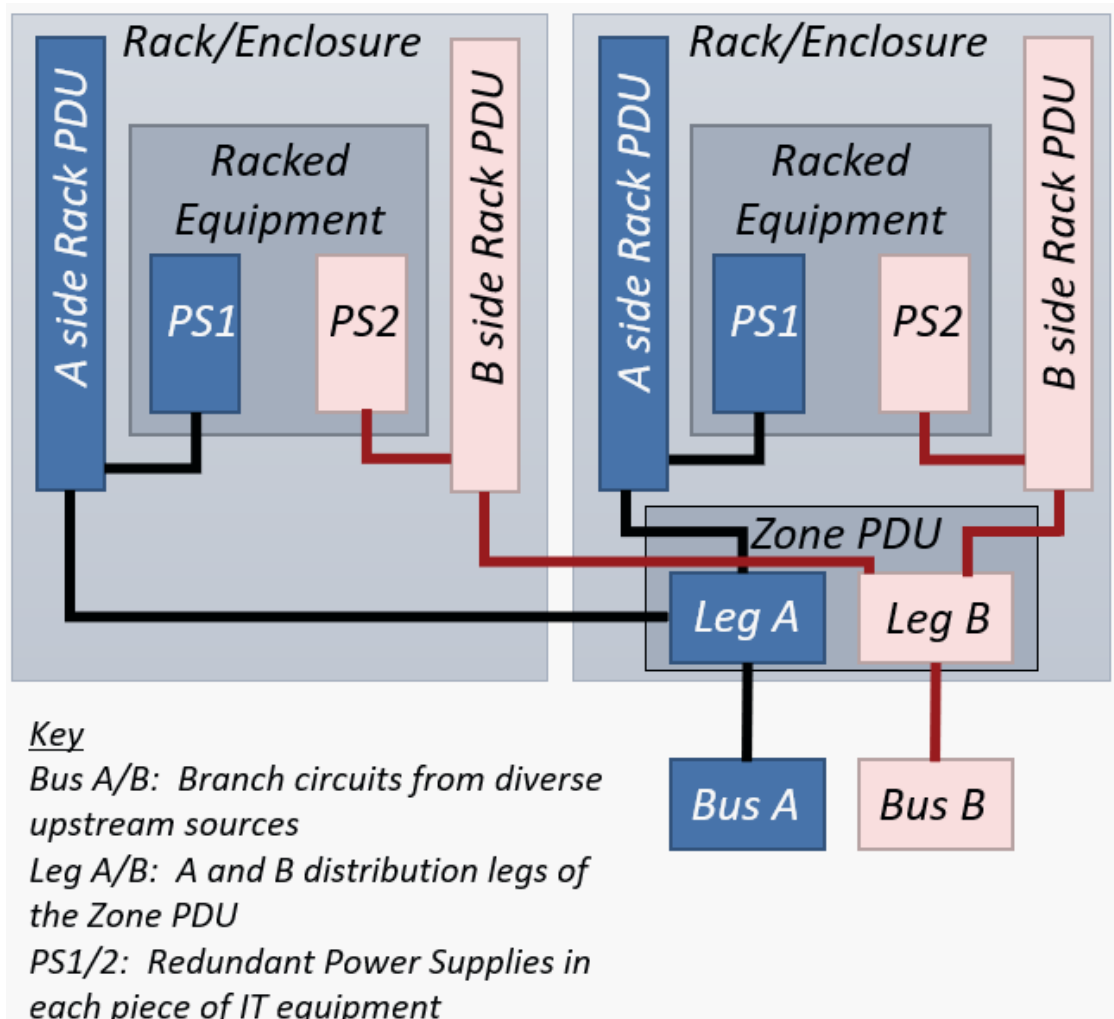 Rack/Enclosure
A side Rack PDU
Racked
Equipment
PS1
PS2
B side Rack PDU
Rack/Enclosure
A side Rack PDU
Racked
Equipment
PS1
PS2
B side Rack PDU
Zone PDU
Leg A
Leg B
Bus A
Bus B
Key
Bus A/B:  Branch circuits from diverse
upstream sources
Leg A/B:  A and B distribution legs of
the Zone PDU
PS1/2:  Redundant Power Supplies in
each piece of IT equipment